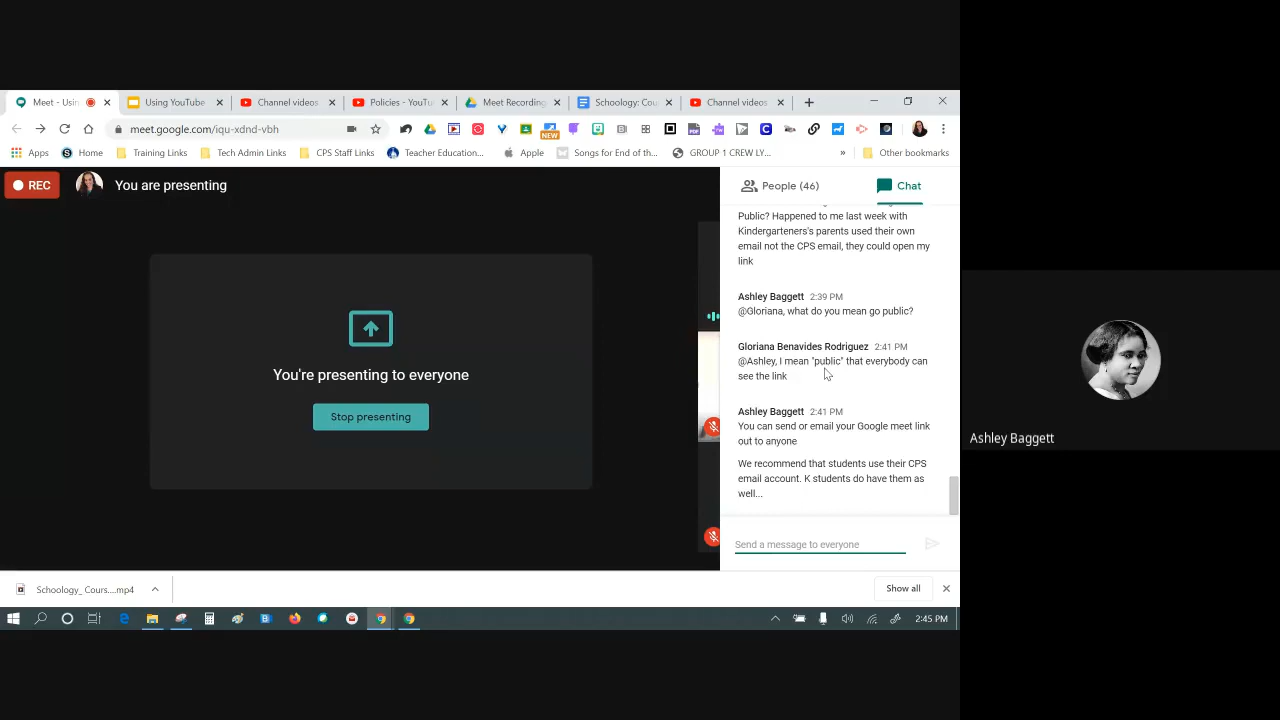 Meet - Usin
Using YouTube
Channel videos
Policies - YouTu
Meet Recording
Schoology: Cou
Channel videos
meet.google.com/iqu-xdnd-vbh
NEW
PDF
Apps
Home
Training Links
Tech Admin Links
CPS Staff Links
Teacher Education...
Apple
Songs for End of th...
GROUP 1 CREW LY...
»
Other bookmarks
REC
You are presenting
People (46)
Chat
Public? Happened to me last week with
Kindergarteners's parents used their own
email not the CPS email, they could open my
link
Ashley Baggett 2:39 PM
@Gloriana, what do you mean go public?
Gloriana Benavides Rodriguez 2:41 PM
@Ashley, I mean "public" that everybody can
see the link
You're presenting to everyone
Stop presenting
Ashley Baggett 2:41 PM
You can send or email your Google meet link
out to anyone
We recommend that students use their CPS
email account. K students do have them as
well...
Send a message to everyone
Ashley Baggett
Schoology_ Cours....mp4
Show all
2:45 PM